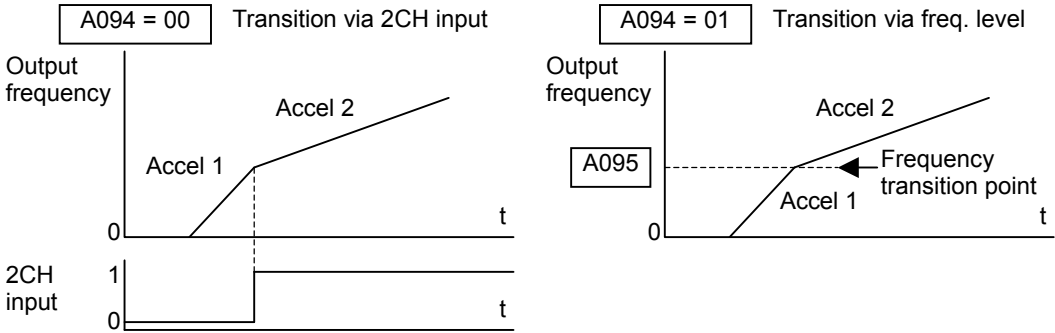 A094 = 00
Transition via 2CH input
Output
frequency
Accel 2
Accel 1
0
t
2CH
input
1
0
t
A094 = 01
Transition via freq. level
Output
frequency
Accel 2
A095
Frequency
transition point
Accel 1
0
t